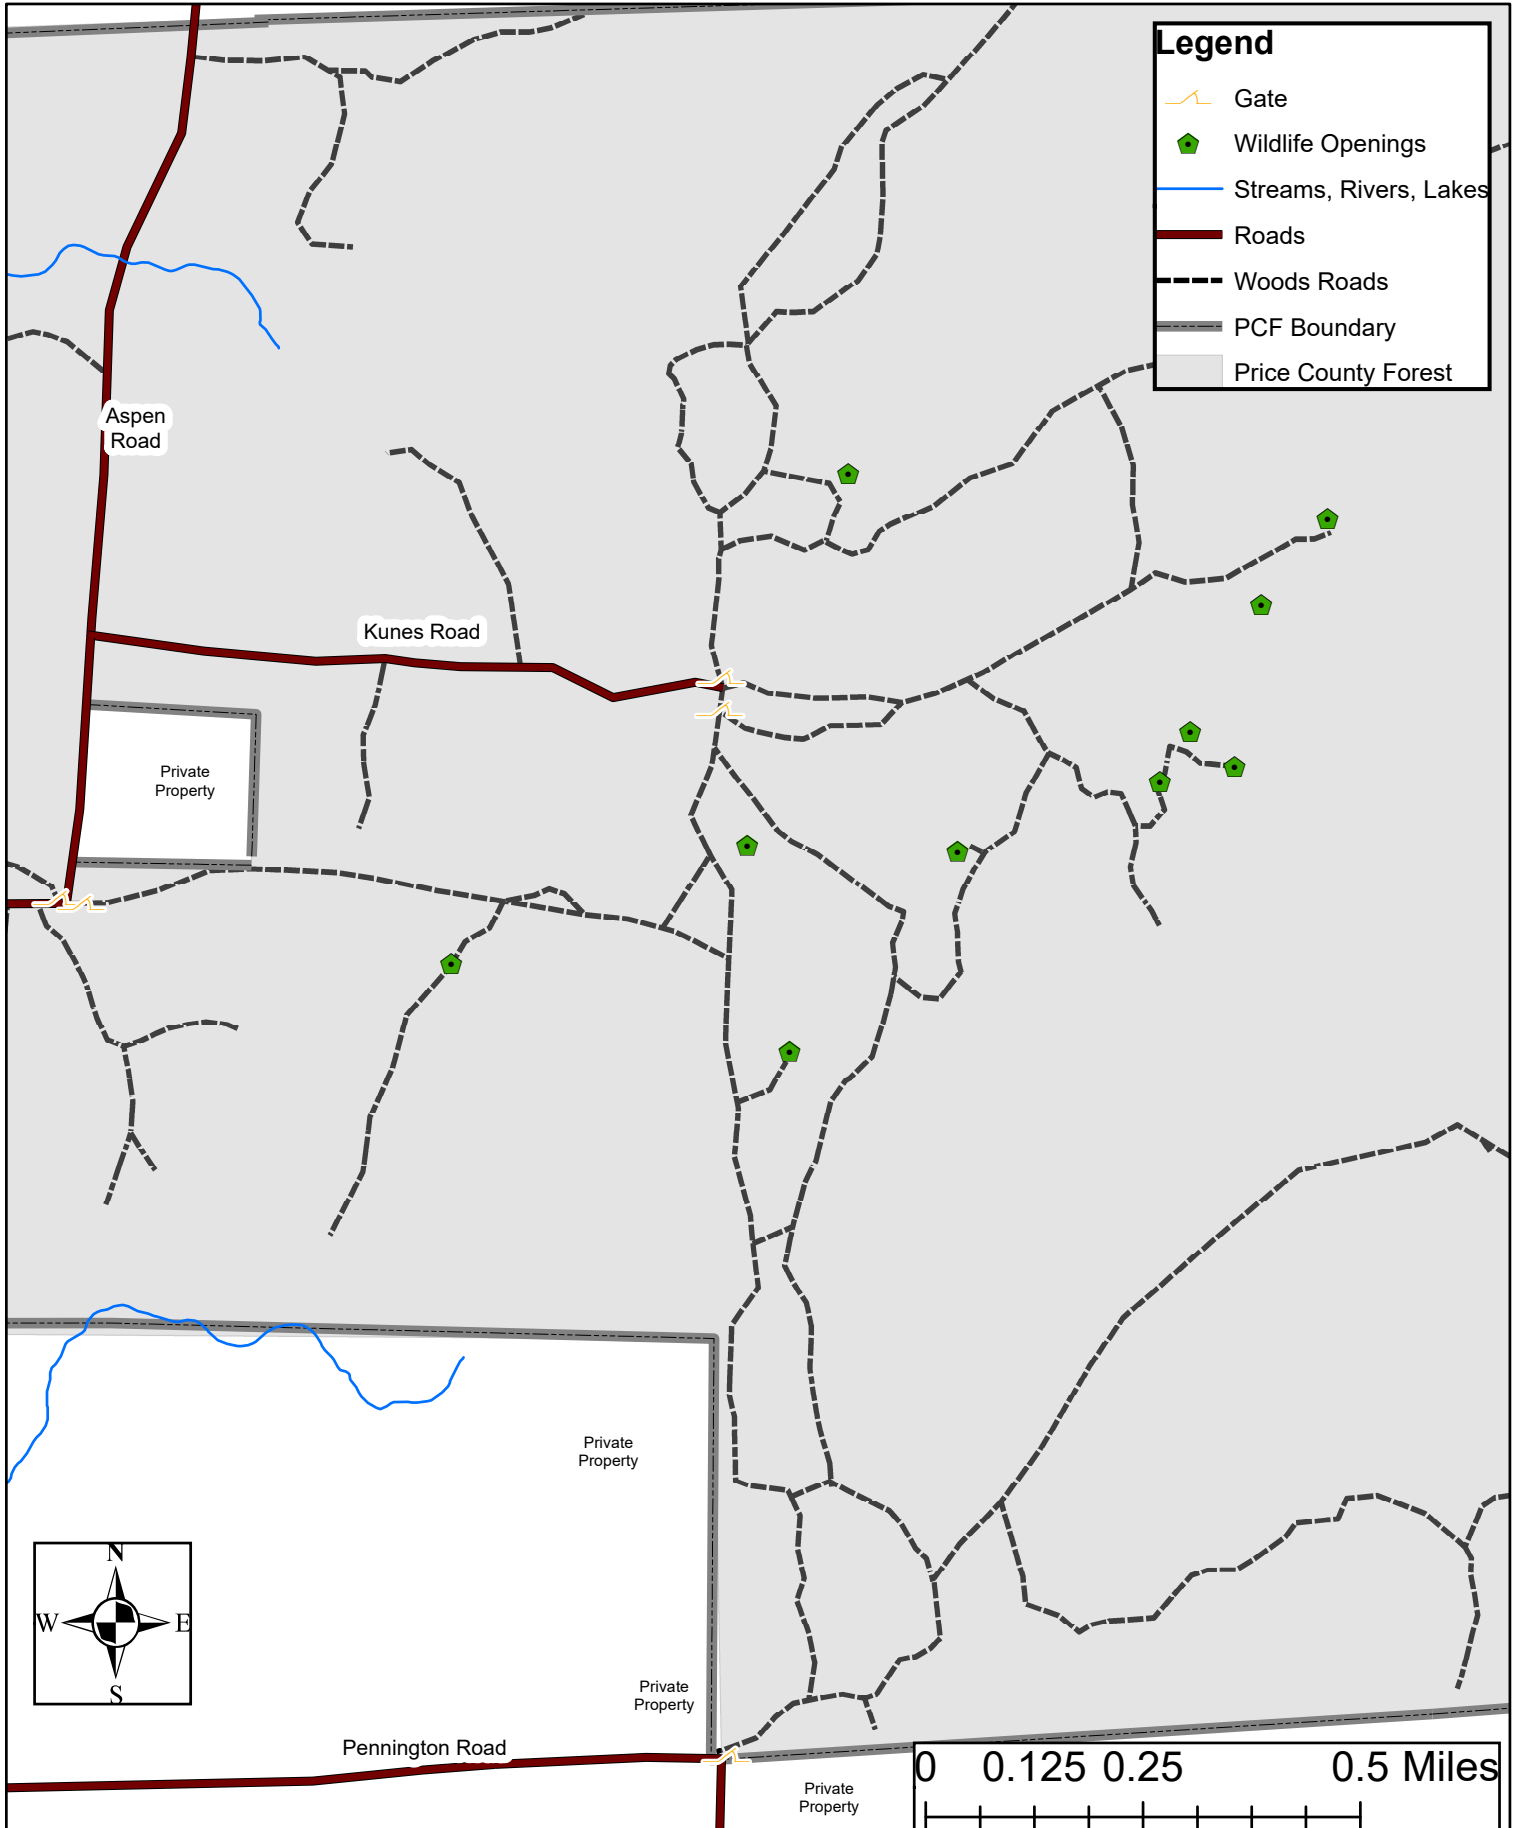 Legend
Gate
Wildlife Openings
Streams, Rivers, Lakes
Roads
Woods Roads
PCF Boundary
Price County Forest
Aspen
Road
Kunes Road
Private
Property
Private
Property
N
W E
S
Private
Property
Pennington Road
Private
Property
0 0.125 0.25 0.5 Miles